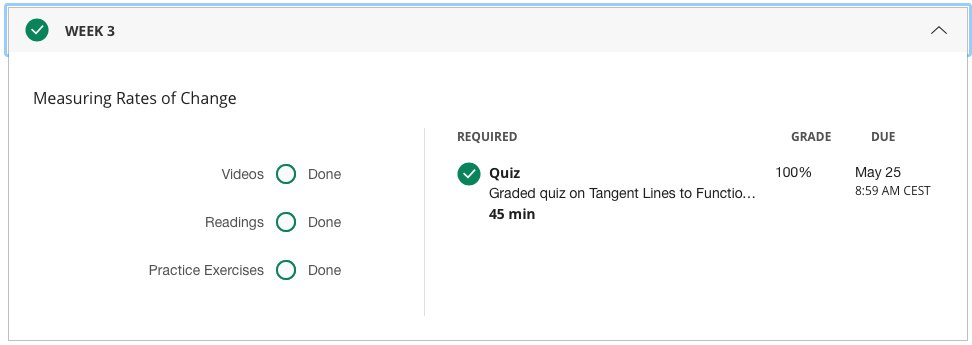 WEEK 3
Measuring Rates of Change
Videos Done
Readings Done
Practice Exercises Done
REQUIRED GRADE DUE
Quiz 100% May 25
Graded quiz on Tangent Lines to Functio... 8:59 AM CEST
45 min